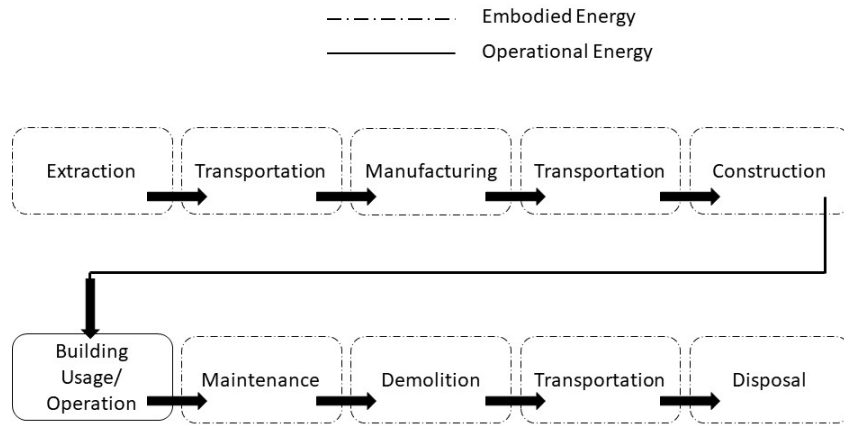 Embodied Energy
Operational Energy
Extraction
Transportation
Manufacturing
Transportation
Construction
Building
Usage/
Operation
Maintenance
Demolition
Transportation
Disposal